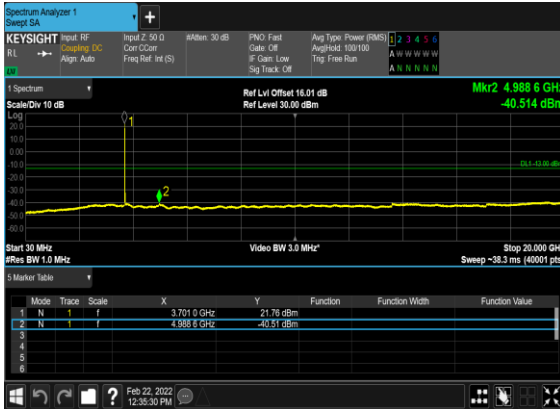 Spectrum Analyzer 1
Swept SA
+
KEYSIGHT Input: RF Input Z: 50 Ω #Atten: 30 dB PNO: Fast Avg Type: Power (RMS) 1 2 3 4 5 6
RL Coupling: DC Corr CCorr Gate: Off Avg|Hold: 100/100 A W W W W W
Align: Auto Freq Ref: Int (S) IF Gain: Low Trig: Free Run
Sig Track: Off A N N N N N
1 Spectrum
Scale/Div 10 dB
Ref Lvl Offset 16.01 dB
Ref Level 30.00 dBm
Mkr2 4.988 6 GHz
-40.514 dBm
Log
20.0
10.0
0.00
-10.0
-20.0
-30.0
-40.0
-50.0
-60.0
1
2
DL1 -13.00 dBm
Start 30 MHz Video BW 3.0 MHz* Stop 20.000 GHz
#Res BW 1.0 MHz Sweep ~38.3 ms (40001 pts)
5 Marker Table
Mode Trace Scale X Y Function Function Width Function Value
1 N 1 f 3.701 0 GHz 21.76 dBm
2 N 1 f 4.988 6 GHz -40.51 dBm
3
4
5
6
?
Feb 22, 2022
12:35:30 PM